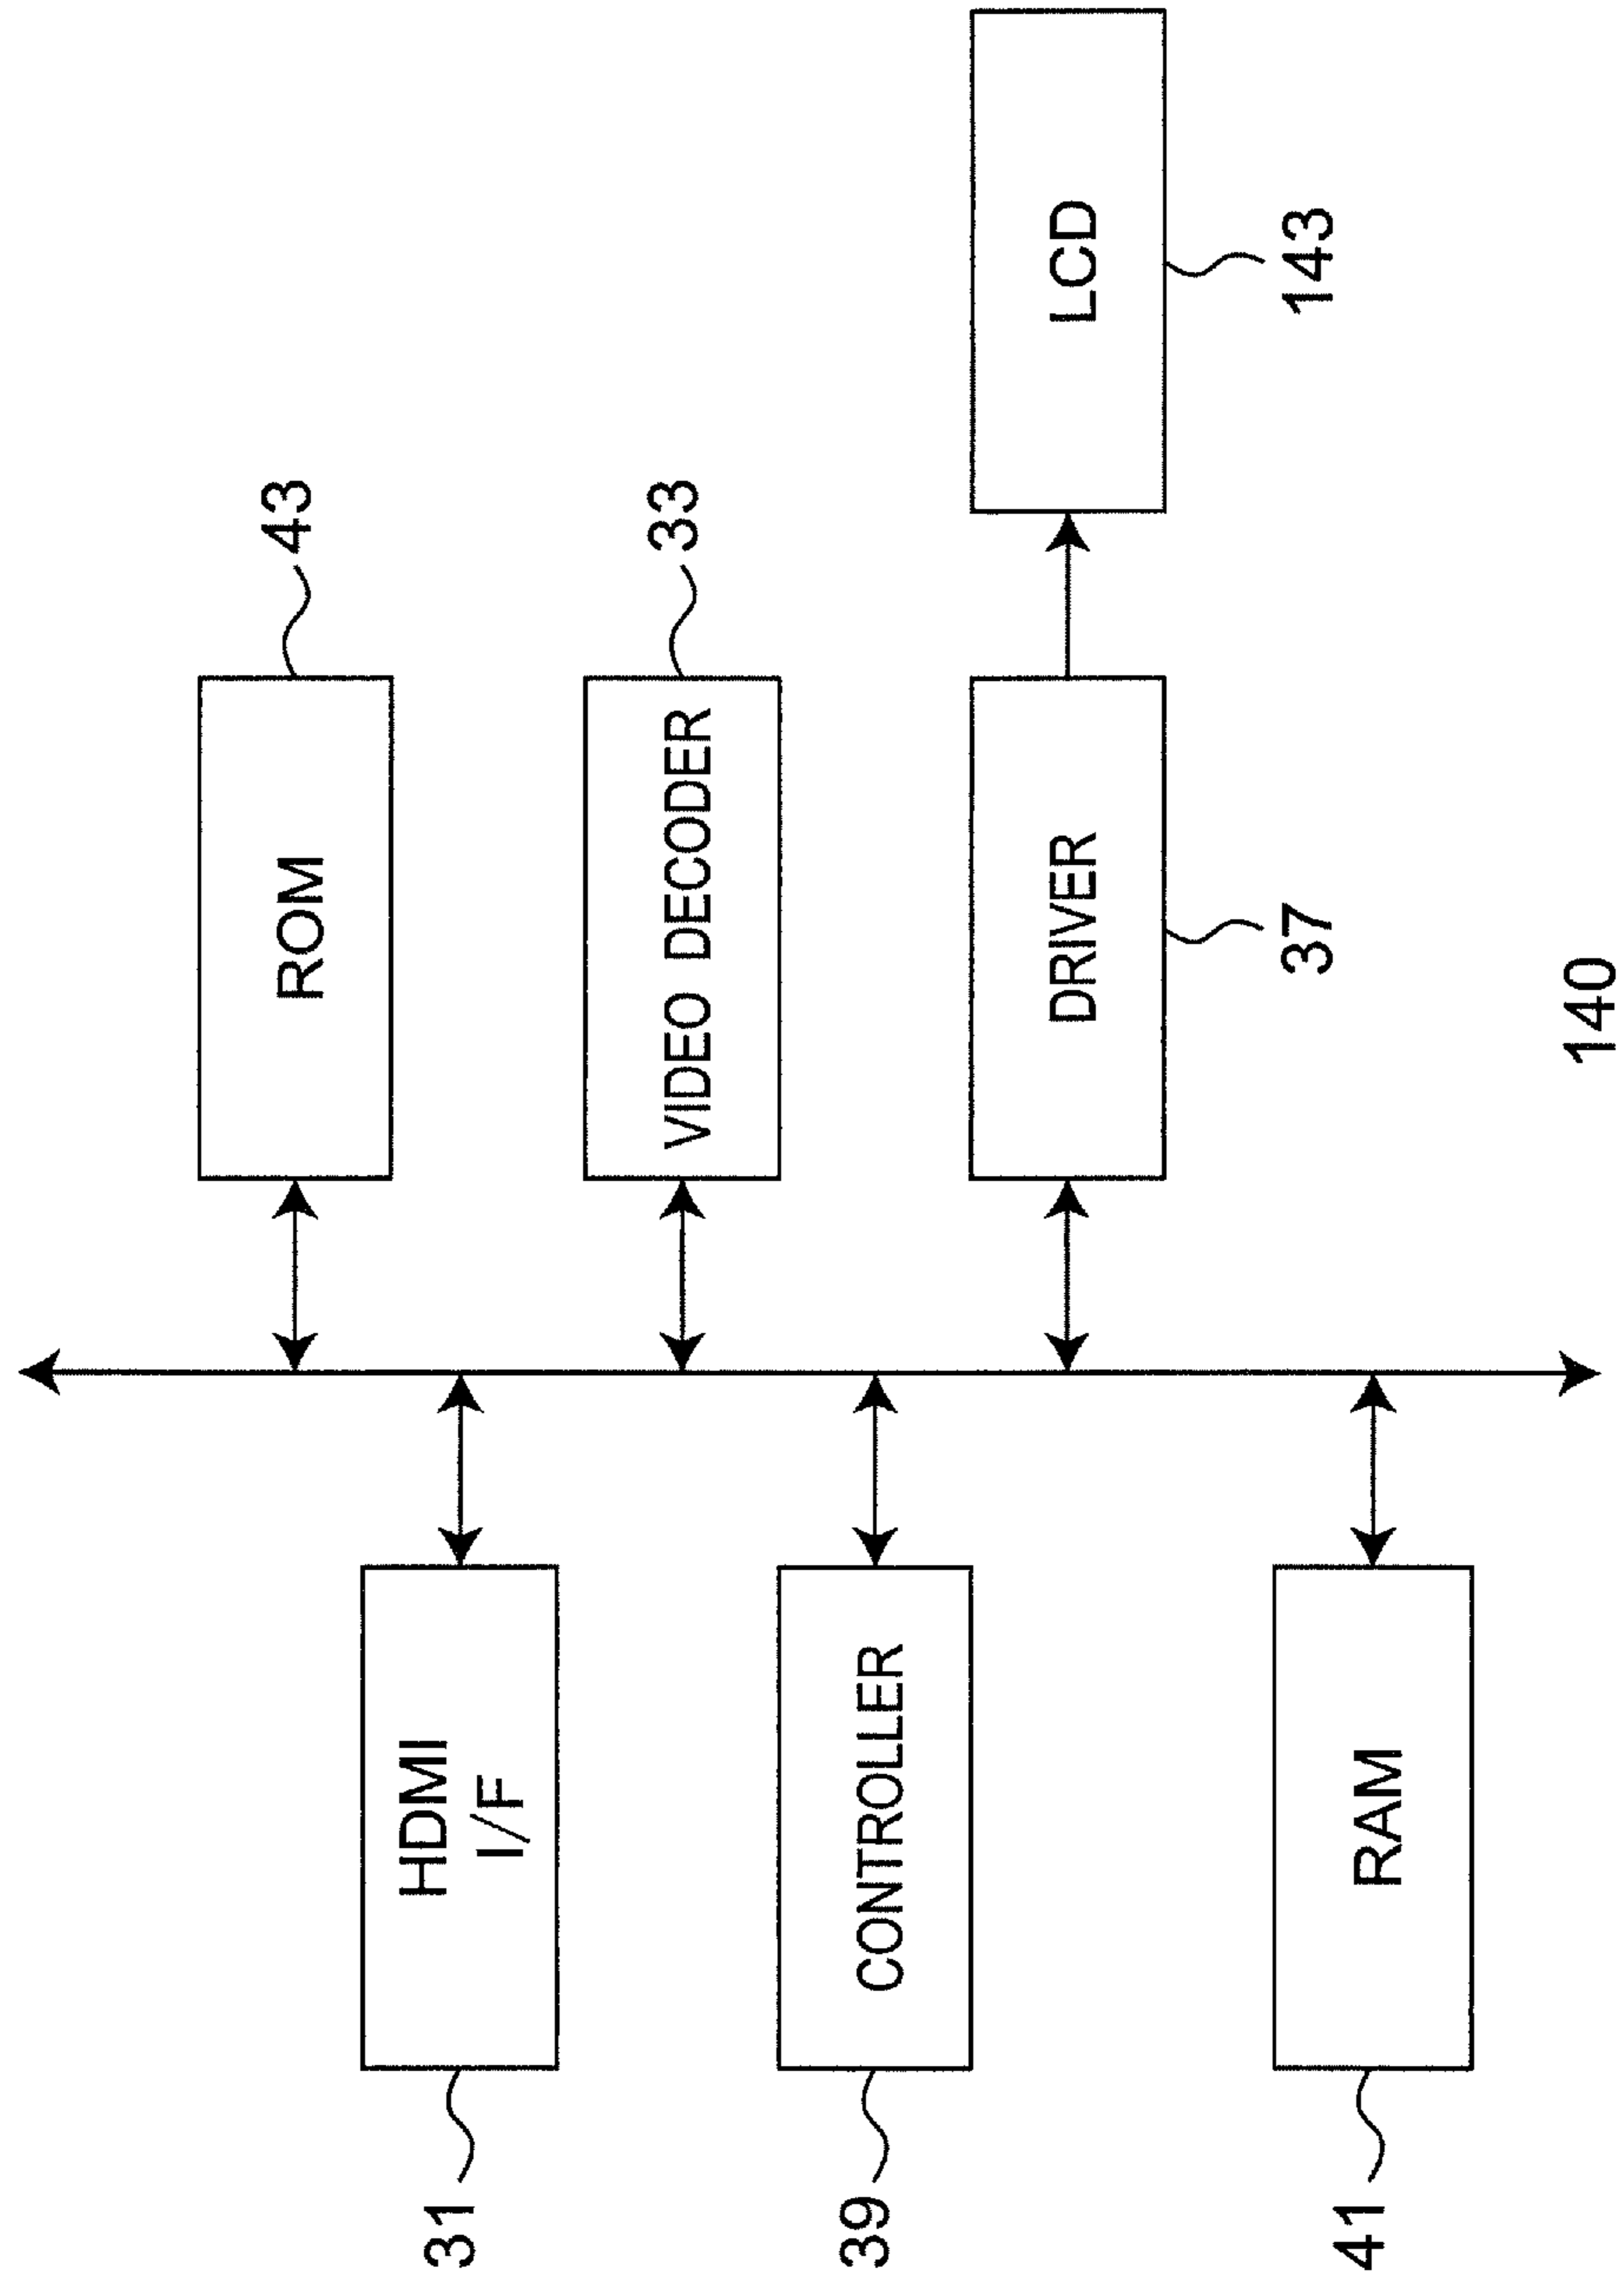 ROM
43
31
HDMI
I/F
VIDEO DECODER
33
39
CONTROLLER
DRIVER
LCD
37
143
41
RAM
140